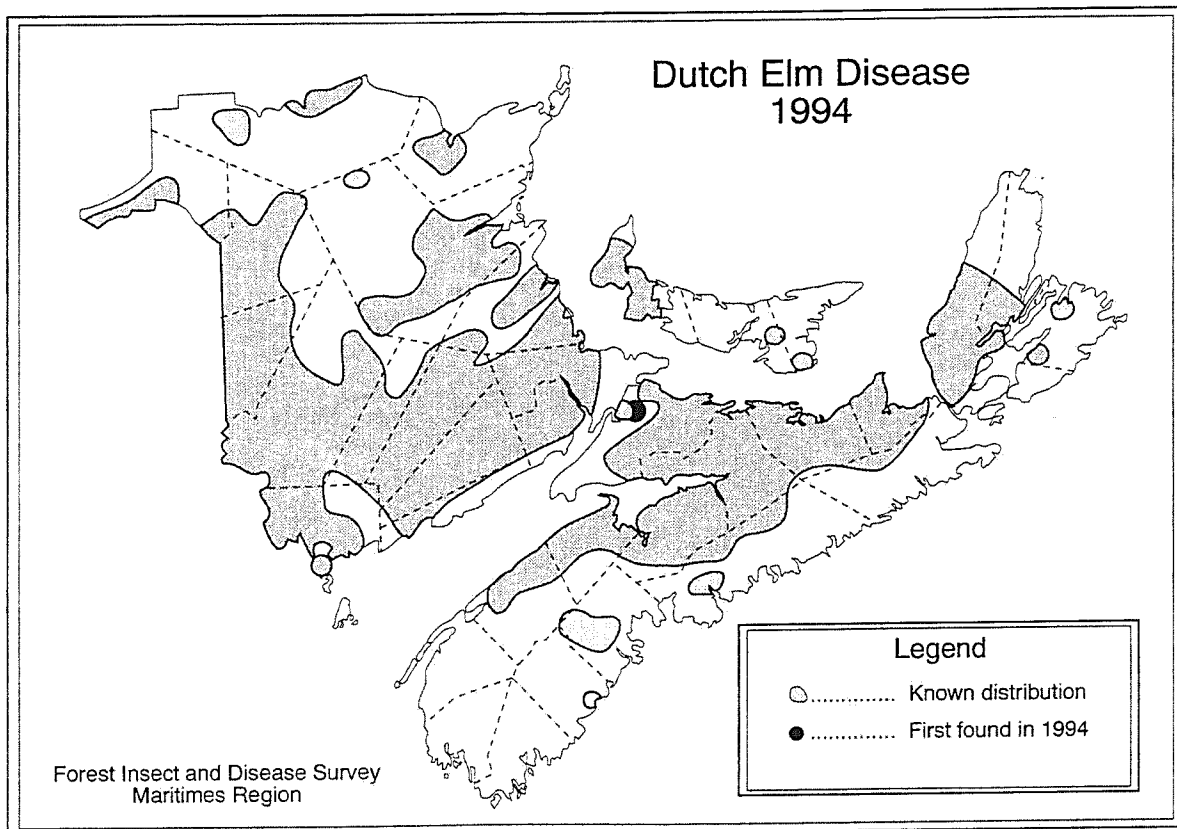 Dutch Elm Disease
1994
Legend
Known distribution
First found in 1994
Forest Insect and Disease Survey
Maritimes Region